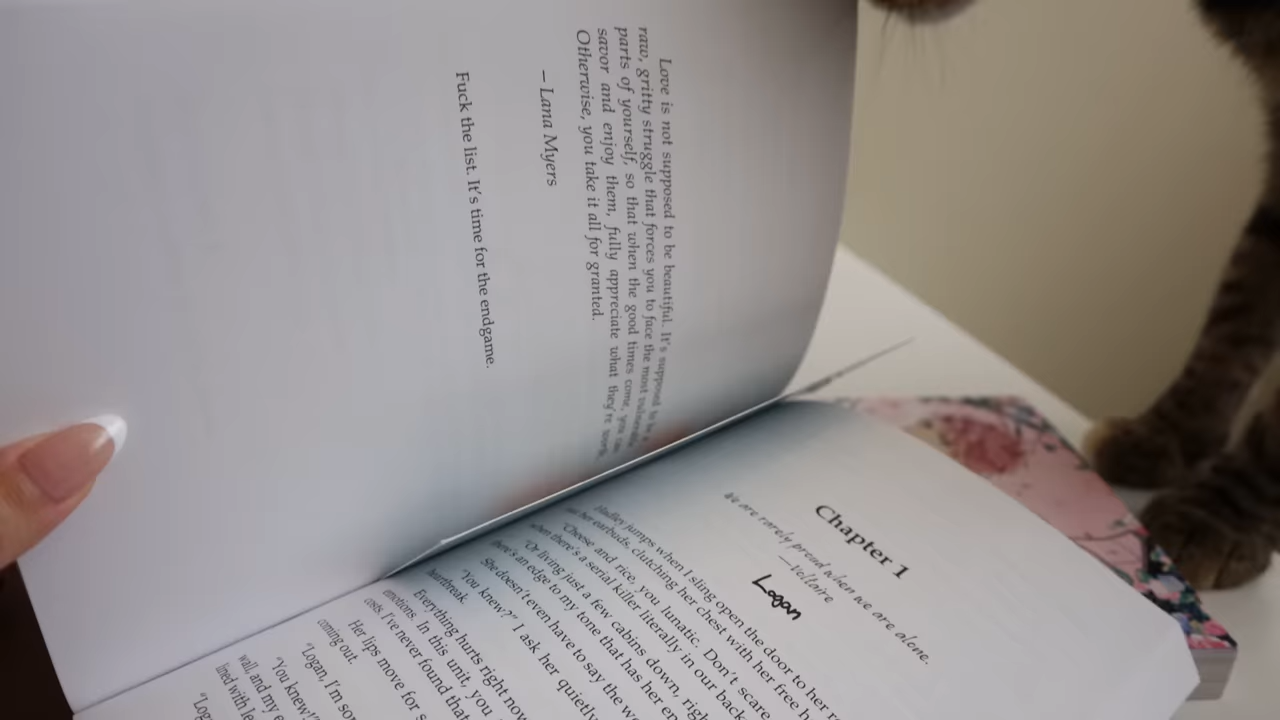 Love is not supposed to be beautiful. It's supposed to be a
raw, gritty struggle that forces you to face the most vulnerable
parts of yourself, so that when the good times come, you can
savor and enjoy them, fully appreciate what they're worth.
Otherwise, you take it all for granted.
– Lana Myers
Fuck the list. It's time for the endgame.
Chapter 1
We are rarely proud when we are alone.
—Voltaire
Logan
Hadley jumps when I sling open the door to her
her earbuds, clutching her chest with her free
"Cheese and rice, you lunatic. Don't scare
when there's a serial killer literally in our back
"Or living just a few cabins down, righ
there's an edge to my tone that has her
She doesn't even have to say the
"You knew?" I ask her quietly
heartbreak.
Everything hurts right now
emotions. In this unit, you
costs. I've never found that
Her lips move for
coming out.
"Logan, I'm so
"You knew!"
wall, and my
lined with
"Log